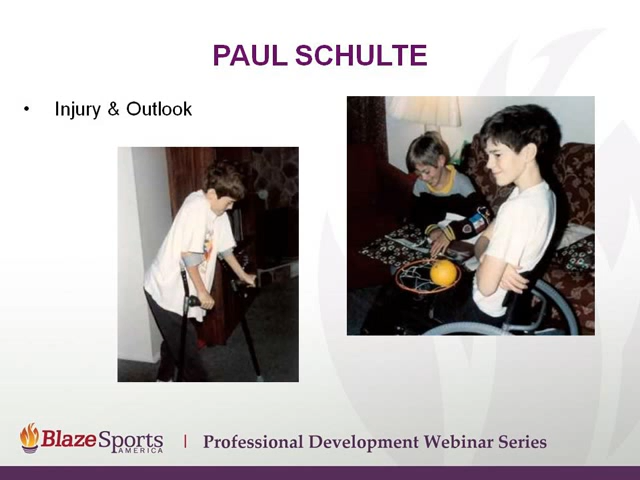 PAUL SCHULTE
• Injury & Outlook
BlazeSports
AMERICA
| Professional Development Webinar Series